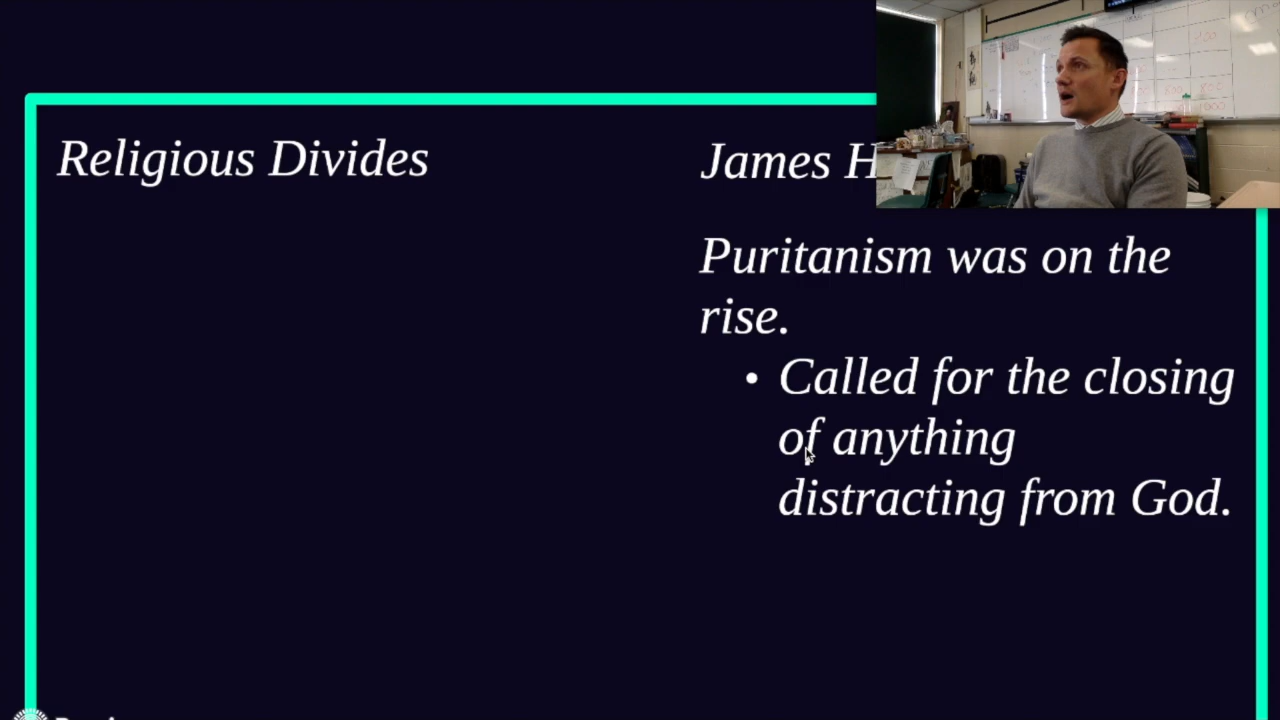 Religious Divides
James H
Puritanism was on the
rise.
• Called for the closing
of anything
distracting from God.